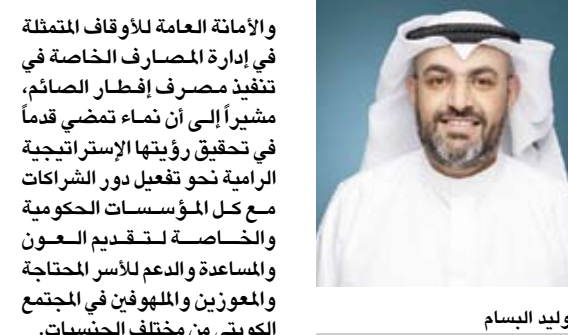 والأمانة العامة للأوقاف المتمثلة
في إدارة المصارف الخاصة في
تنفيذ مصرف إفطار الصائم،
مشيراً إلى أن نماء تمضي قدماً
في تحقيق رؤيتها الإستراتيجية
الرامية نحو تفعيل دور الشراكات
مع كل المؤسسات الحكومية
والخاصة لتقديم العون
والمساعدة والدعم للأسر المحتاجة
والمعوزين والملهوفين في المجتمع
الكويتي من مختلف الجنسيات.
وليد البسام